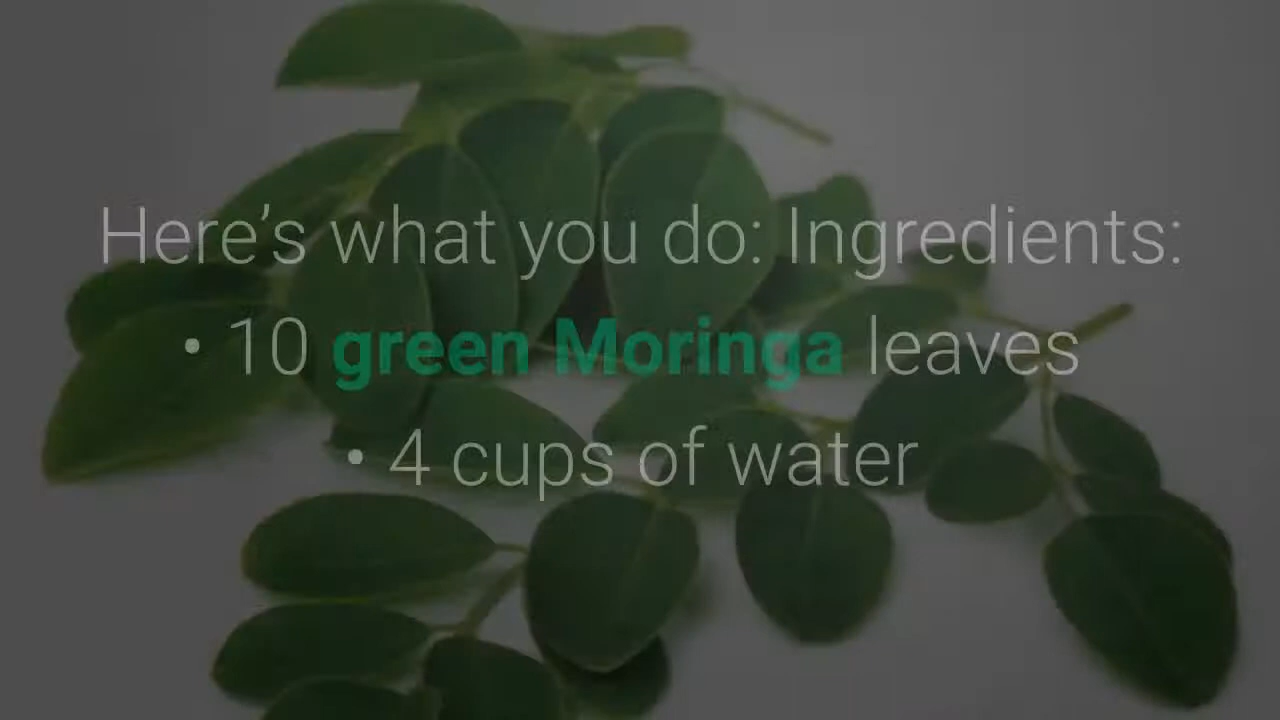 Here’s what you do: Ingredients:
• 10 green Moringa leaves
• 4 cups of water